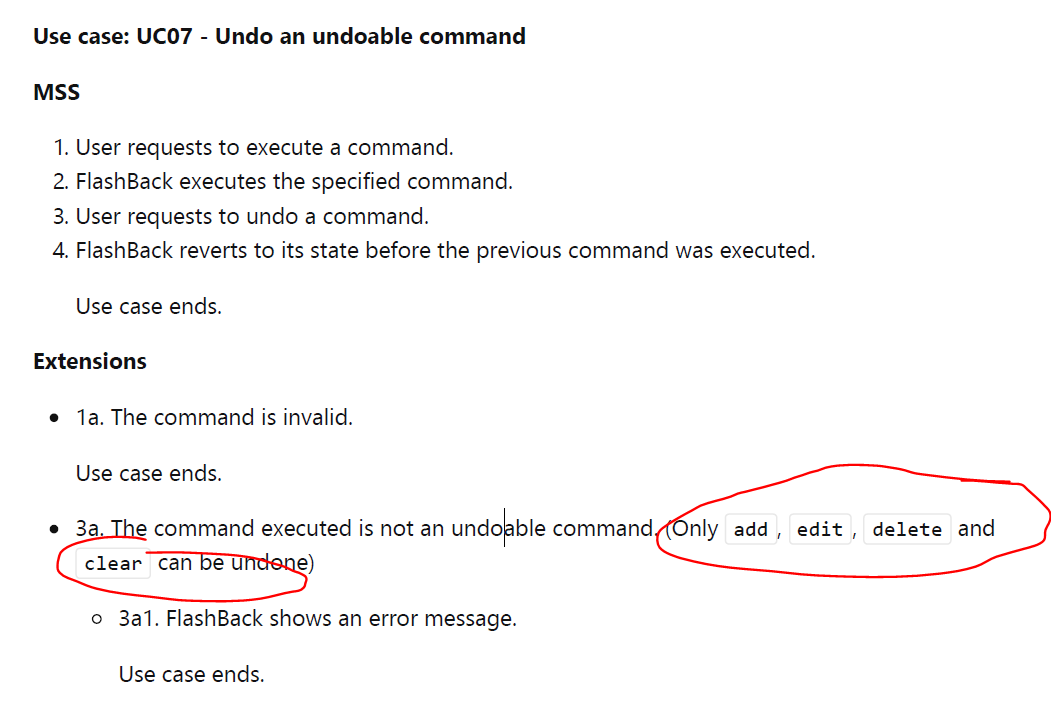 Use case: UC07 - Undo an undoable command
MSS
1. User requests to execute a command.
2. FlashBack executes the specified command.
3. User requests to undo a command.
4. FlashBack reverts to its state before the previous command was executed.
Use case ends.
Extensions
• 1a. The command is invalid.
Use case ends.
• 3a. The command executed is not an undoable command. (Only add, edit, delete and
clear can be undone)
○ 3a1. FlashBack shows an error message.
Use case ends.